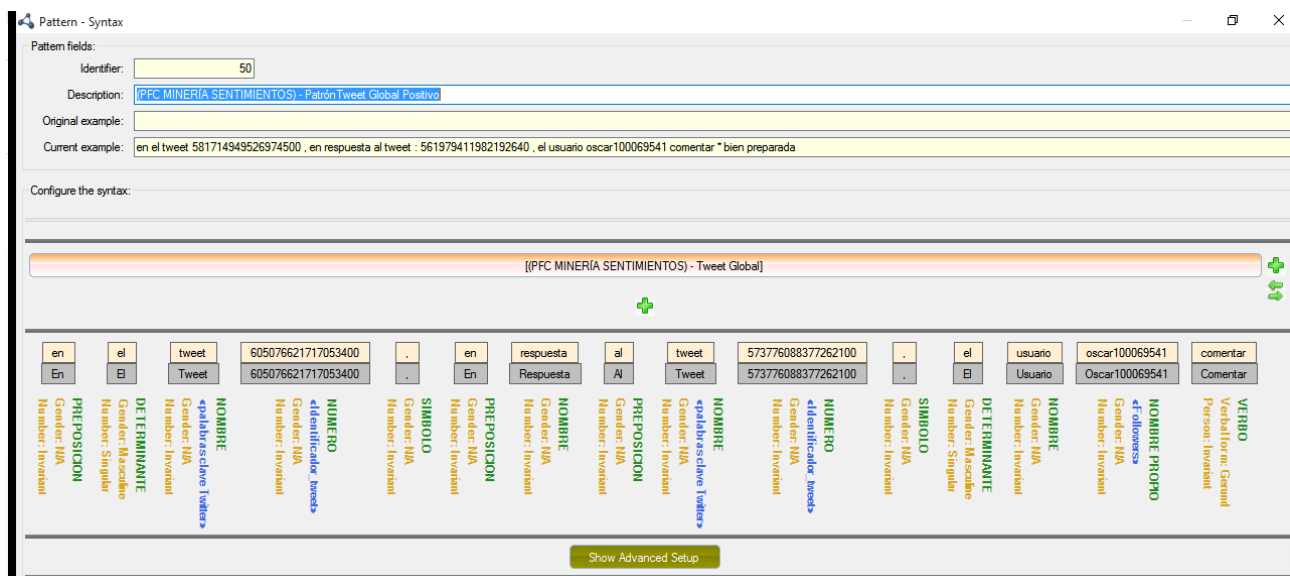 Pattern - Syntax
Pattern fields:
Identifier: 50
Description: (PFC MINERÍA SENTIMIENTOS) - PatrónTweet Global Positivo
Original example:
Current example: en el tweet 581714949526974500 , en respuesta al tweet : 561979411982192640 , el usuario oscar100069541 comentar * bien preparada
Configure the syntax:
[(PFC MINERÍA SENTIMIENTOS) - Tweet Global]
en el tweet 605076621717053400 , en respuesta al tweet 573776088377262100 , el usuario oscar100069541 comentar
En El Tweet 605076621717053400 , En Respuesta Al Tweet 573776088377262100 , El Usuario Oscar100069541 Comentar
PREPOSICION
Gender: N/A
Number: Invariant
DETERMINANTE
Gender: Masculine
Number: Singular
NOMBRE
«palabras clave Twitter»
Gender: N/A
Number: Invariant
NUMERO
«Identificador_tweet»
Gender: N/A
Number: Invariant
SIMBOLO
Gender: N/A
Number: Invariant
PREPOSICION
Gender: N/A
Number: Invariant
NOMBRE
Gender: N/A
Number: Invariant
PREPOSICION
Gender: N/A
Number: Invariant
NOMBRE
«palabras clave Twitter»
Gender: N/A
Number: Invariant
NUMERO
«Identificador_tweet»
Gender: N/A
Number: Invariant
SIMBOLO
Gender: N/A
Number: Invariant
DETERMINANTE
Gender: Masculine
Number: Singular
NOMBRE
Gender: N/A
Number: Invariant
NOMBRE PROPIO
«Followers»
Gender: N/A
Number: Invariant
VERBO
Verbal form: Gerund
Person: Invariant
Show Advanced Setup